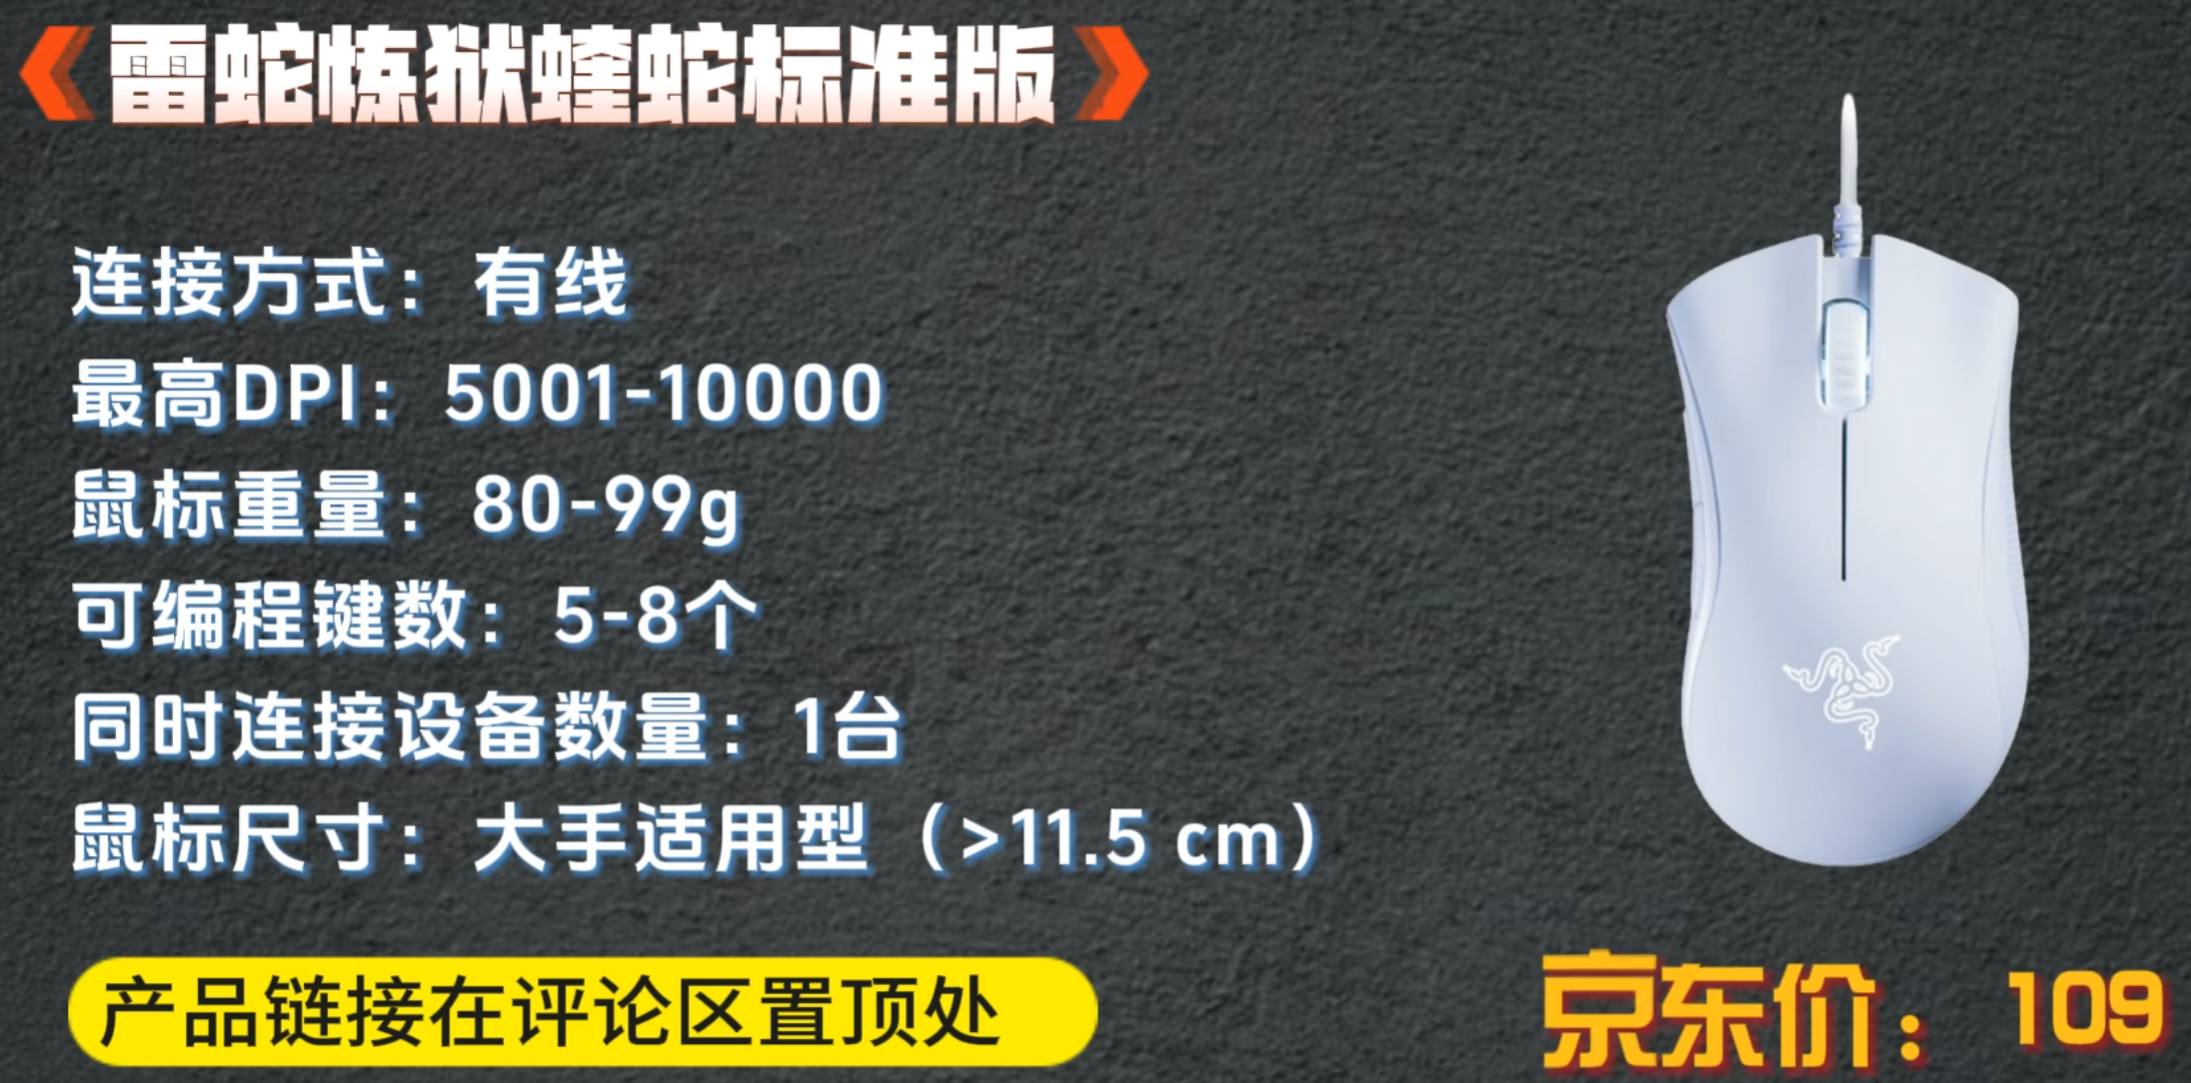 雷蛇炼狱蝰蛇标准版
连接方式：有线
最高DPI：5001-10000
鼠标重量：80-99g
可编程键数：5-8个
同时连接设备数量：1台
鼠标尺寸：大手适用型（>11.5 cm）
产品链接在评论区置顶处
京东价：109